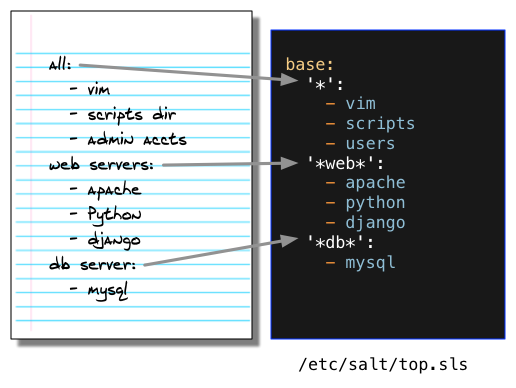 All:
- vim
- scripts dir
- Admin Accts
web servers:
- Apache
- Python
- django
db server:
- mysql
base:
'*':
- vim
- scripts
- users
'*web*':
- apache
- python
- django
'*db*':
- mysql
/etc/salt/top.sls